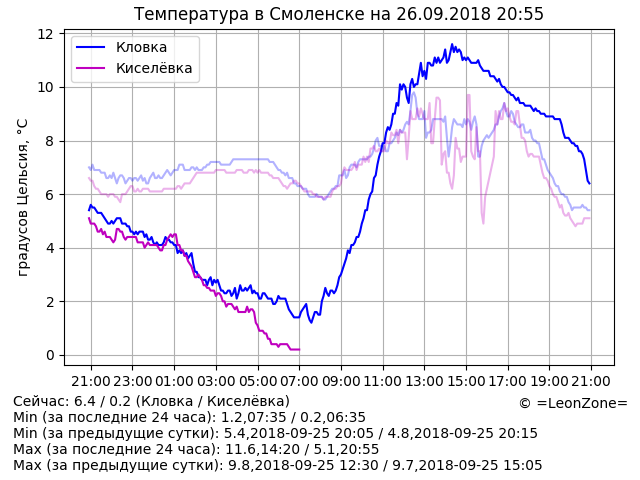 Температура в Смоленске на 26.09.2018 20:55
градусов Цельсия, °C
12
10
8
6
4
2
0
Кловка
Киселёвка
21:00 23:00 01:00 03:00 05:00 07:00 09:00 11:00 13:00 15:00 17:00 19:00 21:00
Сейчас: 6.4 / 0.2 (Кловка / Киселёвка)
© =LeonZone=
Min (за последние 24 часа): 1.2,07:35 / 0.2,06:35
Min (за предыдущие сутки): 5.4,2018-09-25 20:05 / 4.8,2018-09-25 20:15
Max (за последние 24 часа): 11.6,14:20 / 5.1,20:55
Max (за предыдущие сутки): 9.8,2018-09-25 12:30 / 9.7,2018-09-25 15:05